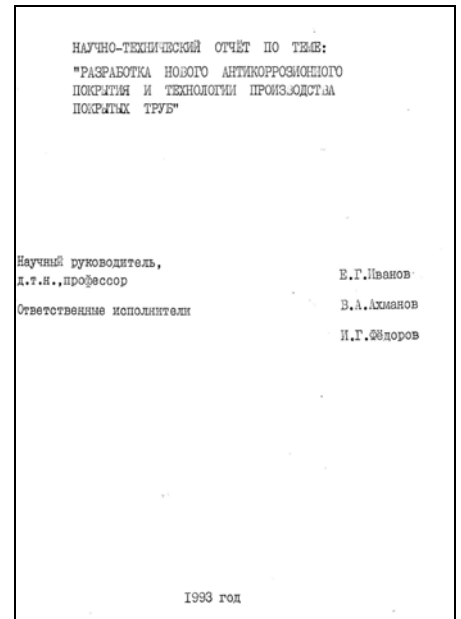 НАУЧНО-ТЕХНИЧЕСКИЙ ОТЧЁТ ПО ТЕМЕ:
"РАЗРАБОТКА НОВОГО АНТИКОРРОЗИОННОГО
ПОКРЫТИЯ И ТЕХНОЛОГИИ ПРОИЗВОДСТВА
ПОКРЫТЫХ ТРУБ"
Научный руководитель,
д.т.н.,профессор Е.Г.Иванов
Ответственные исполнители В.А.Ахманов
И.Г.Фёдоров
1993 год